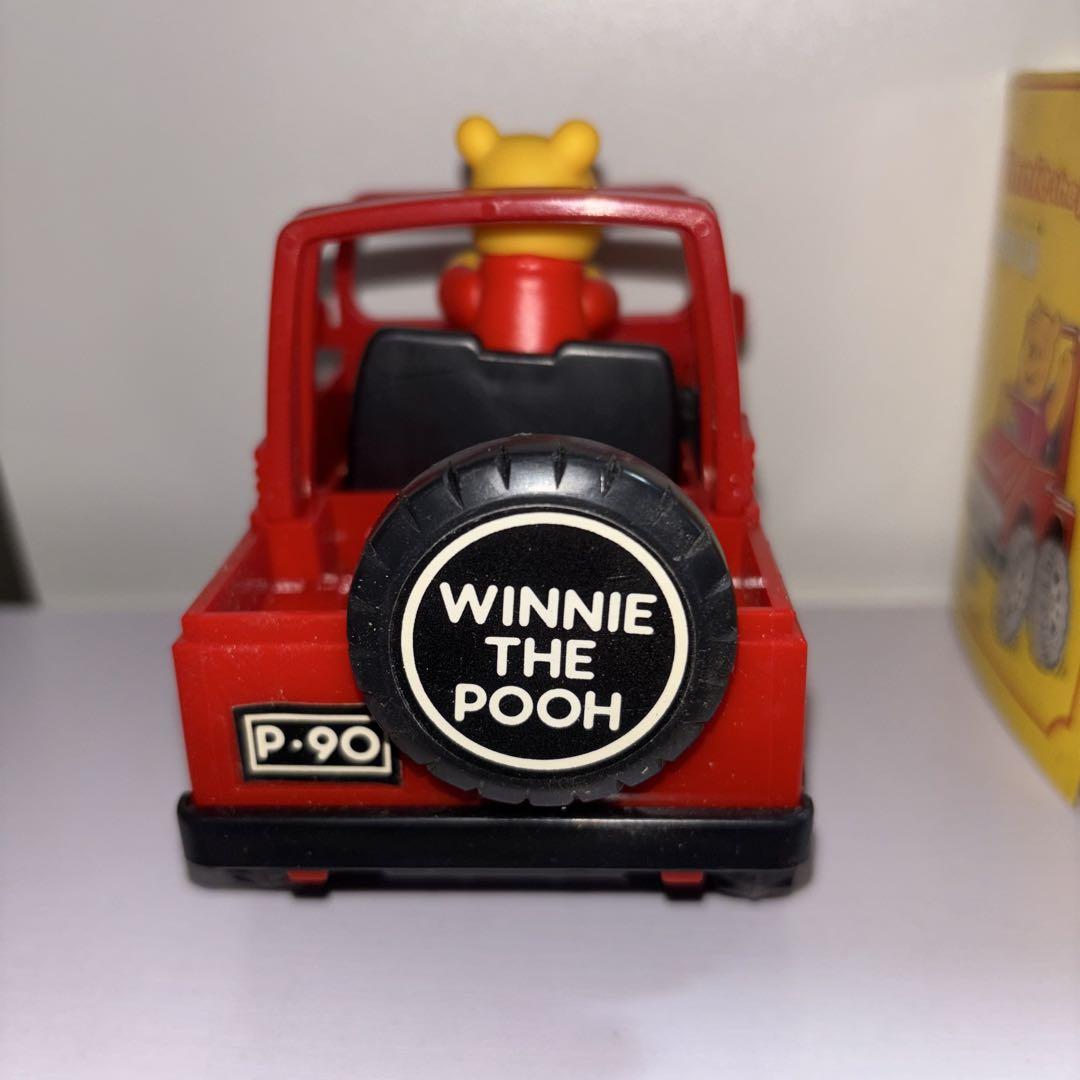 WINNIE
THE
POOH
P·90